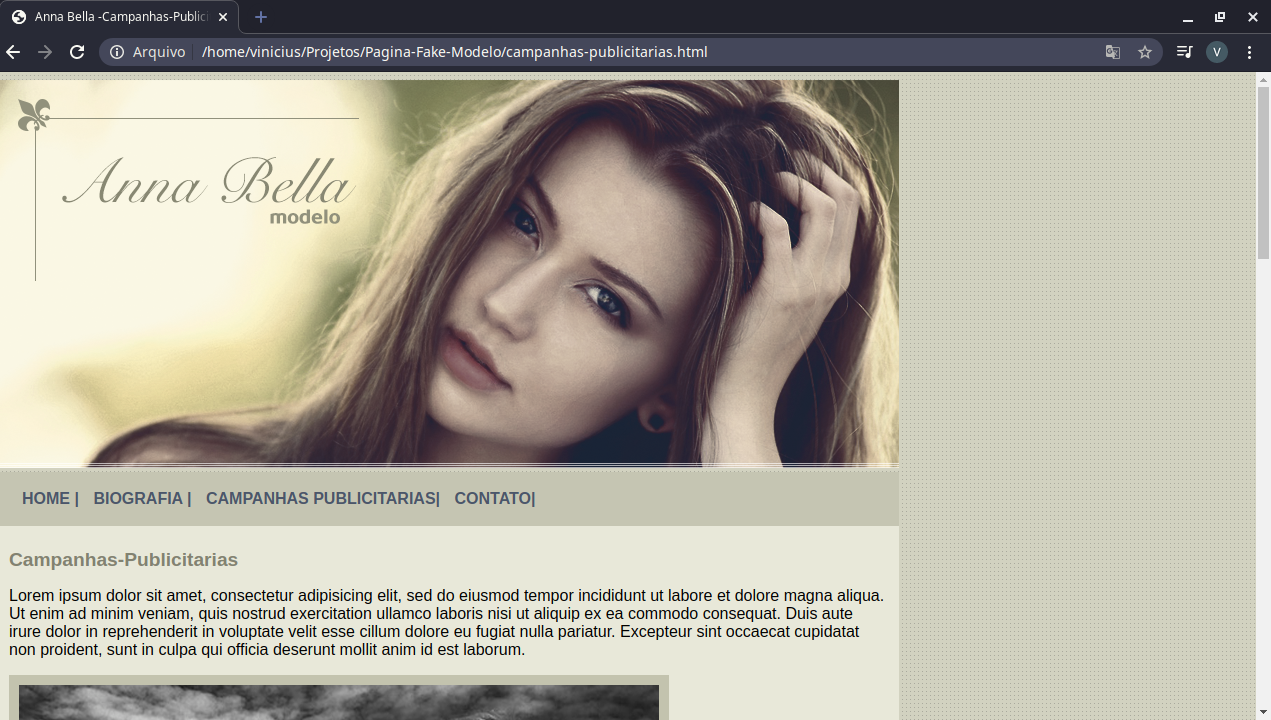 Anna Bella -Campanhas-Public
Arquivo /home/vinicius/Projetos/Pagina-Fake-Modelo/campanhas-publicitarias.html
V
Anna Bella
modelo
HOME | BIOGRAFIA | CAMPANHAS PUBLICITARIAS| CONTATO|
Campanhas-Publicitarias
Lorem ipsum dolor sit amet, consectetur adipisicing elit, sed do eiusmod tempor incididunt ut labore et dolore magna aliqua.
Ut enim ad minim veniam, quis nostrud exercitation ullamco laboris nisi ut aliquip ex ea commodo consequat. Duis aute
irure dolor in reprehenderit in voluptate velit esse cillum dolore eu fugiat nulla pariatur. Excepteur sint occaecat cupidatat
non proident, sunt in culpa qui officia deserunt mollit anim id est laborum.